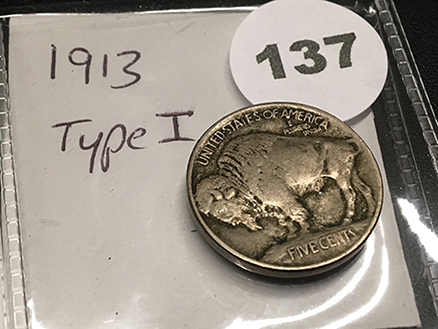 1913
Type I
137
UNITED STATES OF AMERICA
E PLURIBUS UNUM
FIVE CENTS